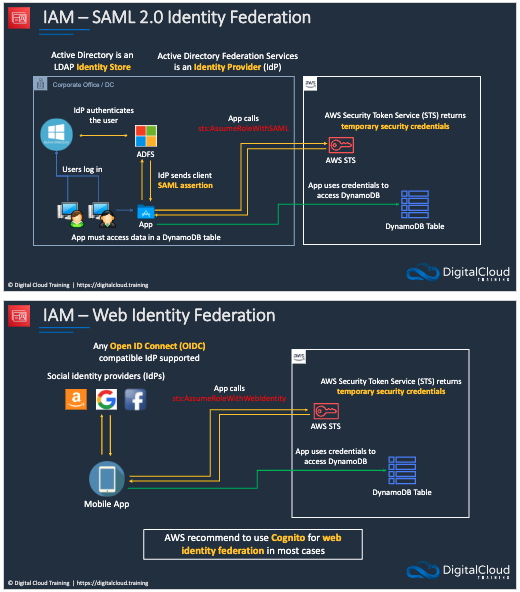 IAM – SAML 2.0 Identity Federation
Active Directory is an
LDAP Identity Store
Active Directory Federation Services
is an Identity Provider (IdP)
Corporate Office / DC
aws
IdP authenticates
the user
ADFS
App calls
sts:AssumeRoleWithSAML
AWS Security Token Service (STS) returns
temporary security credentials
AWS STS
Users log in
IdP sends client
SAML assertion
App uses credentials to
access DynamoDB
App
DynamoDB Table
App must access data in a DynamoDB table
© Digital Cloud Training | https://digitalcloud.training
DigitalCloud
TRAINING
IAM – Web Identity Federation
Any Open ID Connect (OIDC)
compatible IdP supported
aws
Social identity providers (IdPs)
App calls
sts:AssumeRoleWithWebIdentity
AWS Security Token Service (STS) returns
temporary security credentials
AWS STS
App uses credentials to
access DynamoDB
Mobile App
DynamoDB Table
AWS recommend to use Cognito for web
identity federation in most cases
© Digital Cloud Training | https://digitalcloud.training
DigitalCloud
TRAINING